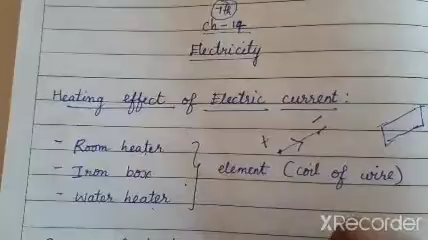 7th
Ch - 14
Electricity
Heating effect of Electric current :
- Room heater
- Iron box
- Water heater
element (coil of wire)
XRecorder